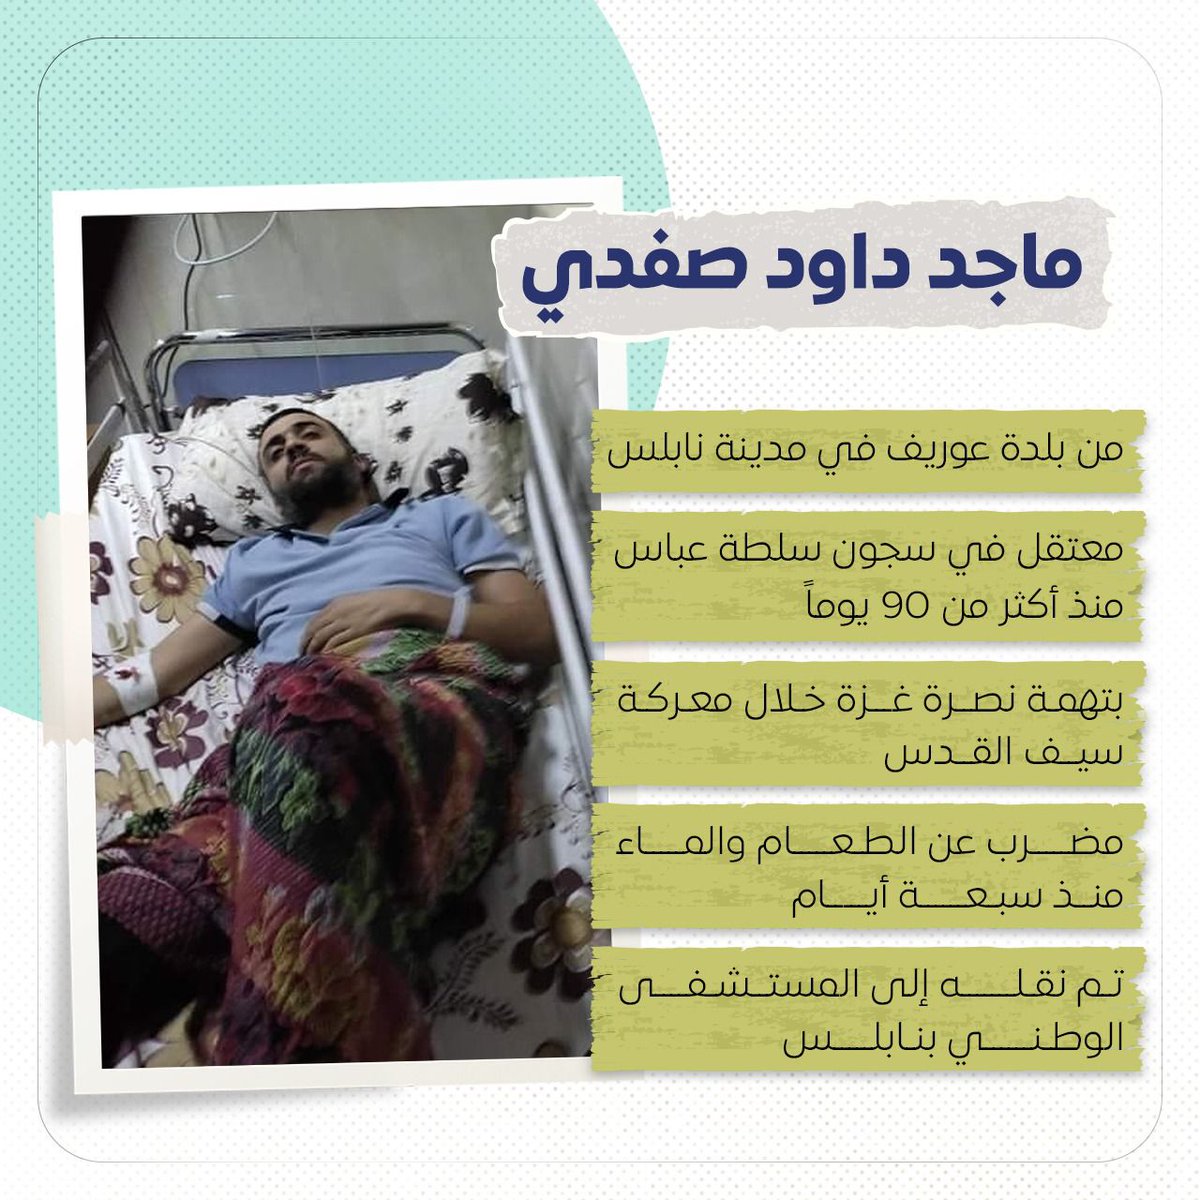 ماجد داود صفدي
من بلدة عوريف في مدينة نابلس
معتقل في سجون سلطة عباس
منذ أكثر من 90 يوماً
بتهمة نصرة غزة خلال معركة
سيف القدس
مضرب عن الطعام والماء
منذ سبعة أيام
تم نقله إلى المستشفى
الوطني بنابلس